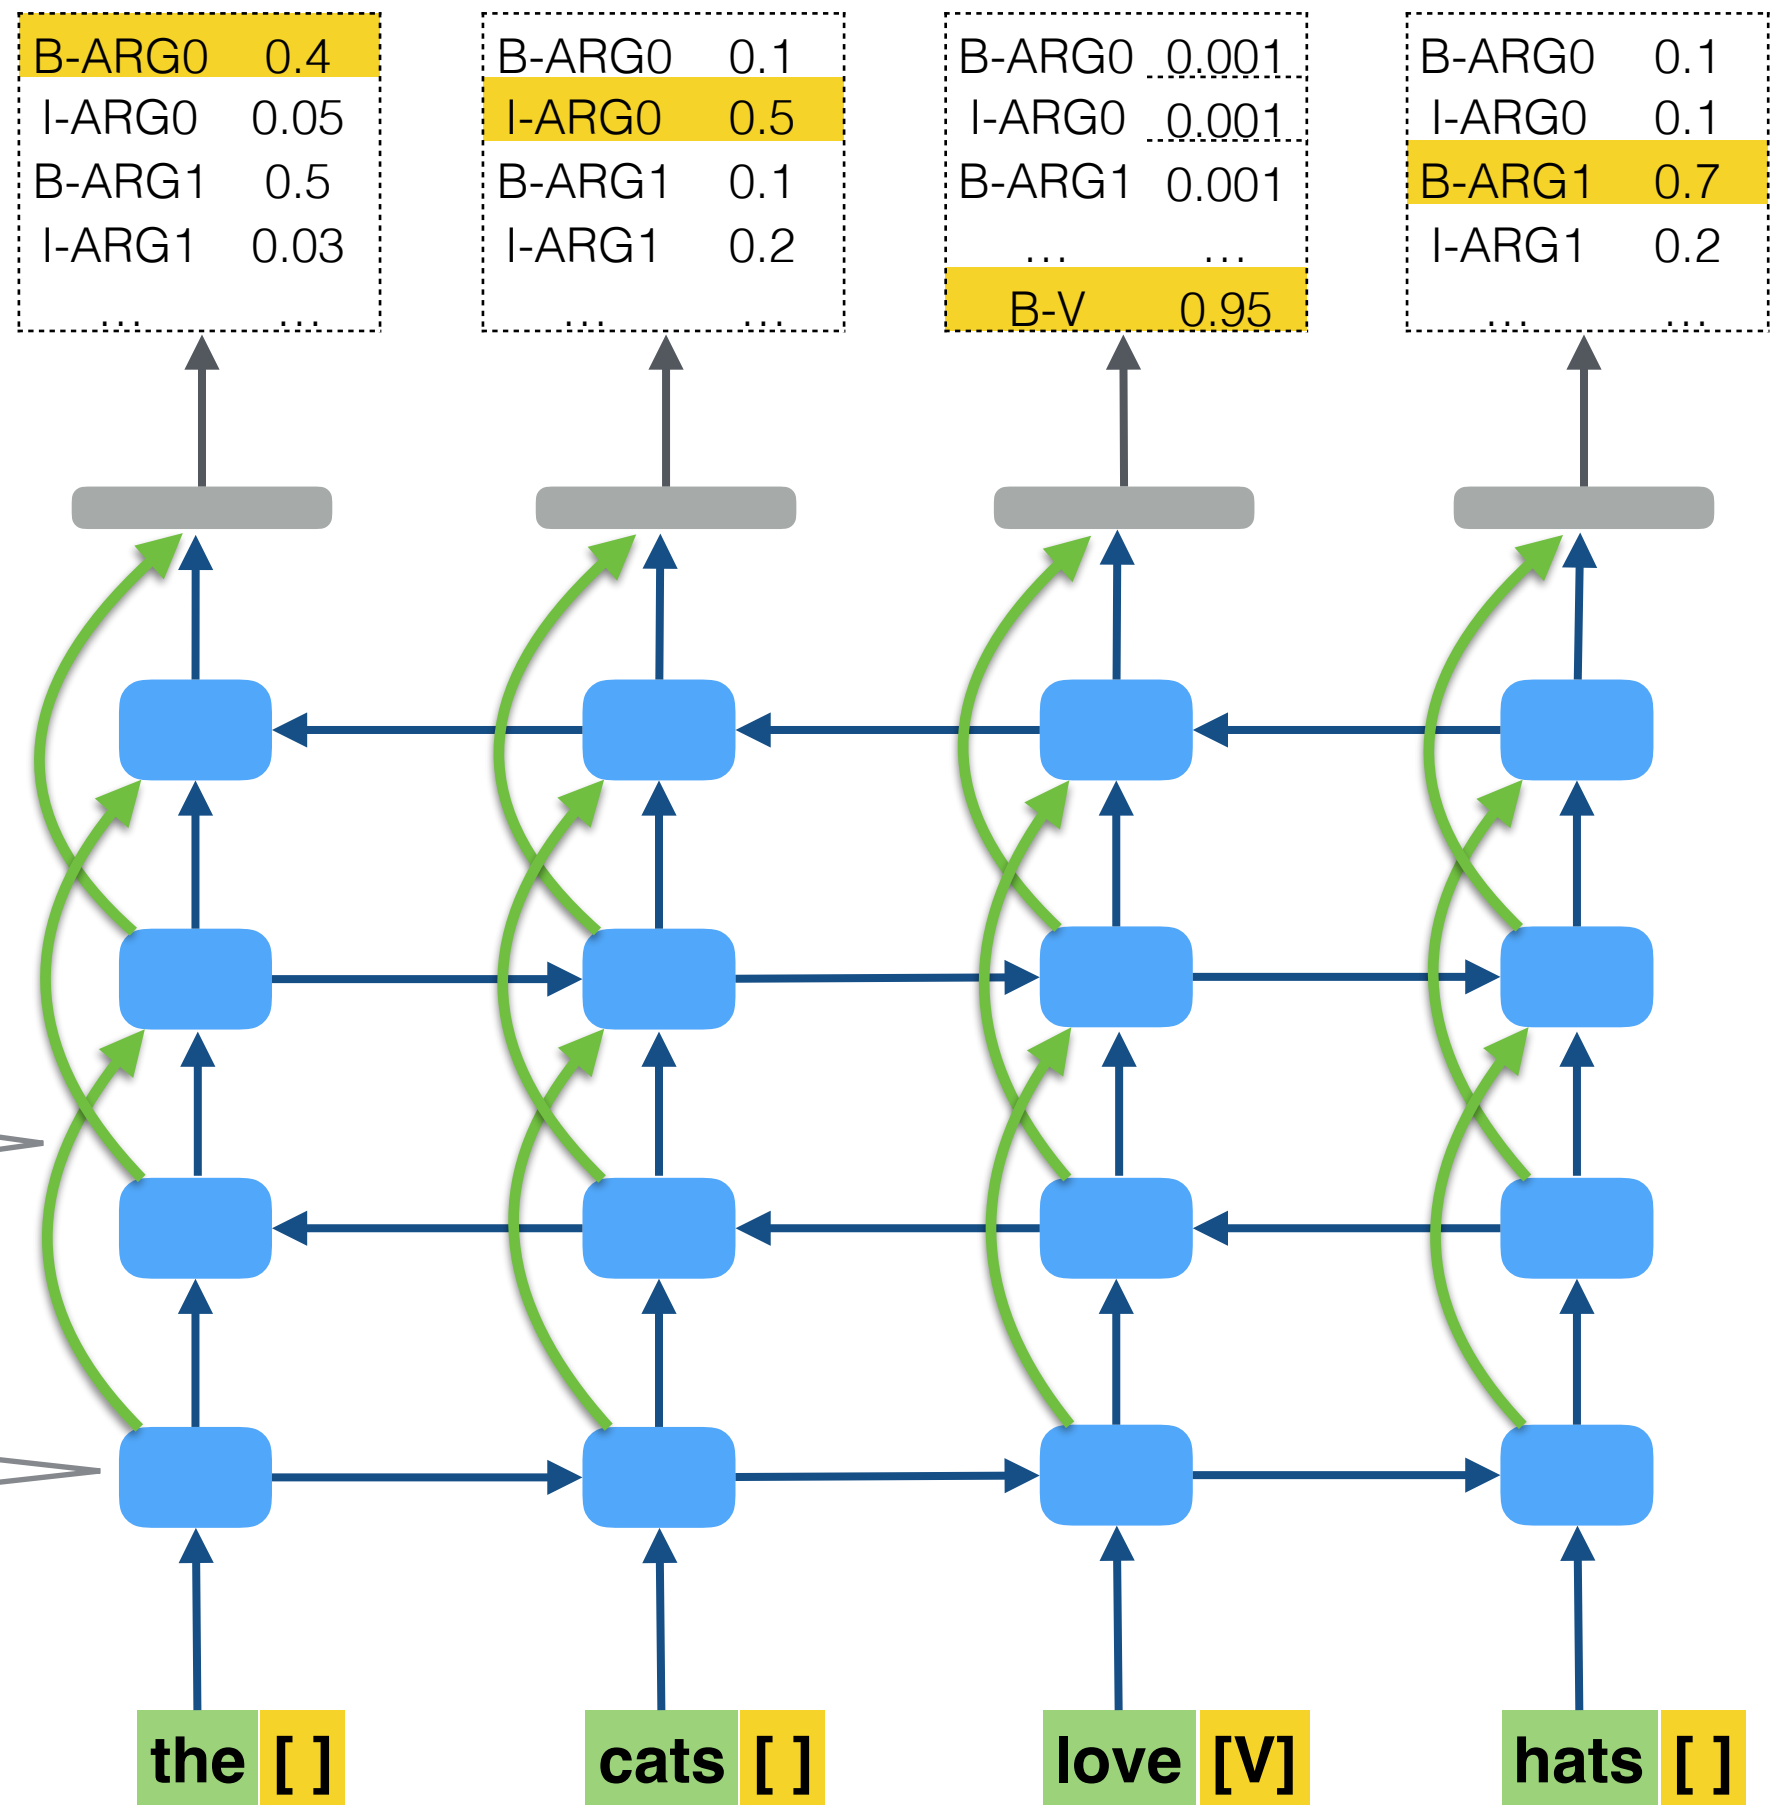 B-ARG0 0.4
I-ARG0 0.05
B-ARG1 0.5
I-ARG1 0.03
... ...
B-ARG0 0.1
I-ARG0 0.5
B-ARG1 0.1
I-ARG1 0.2
... ...
B-ARG0 0.001
I-ARG0 0.001
B-ARG1 0.001
... ...
B-V 0.95
B-ARG0 0.1
I-ARG0 0.1
B-ARG1 0.7
I-ARG1 0.2
... ...
the [ ] cats [ ] love [V] hats [ ]